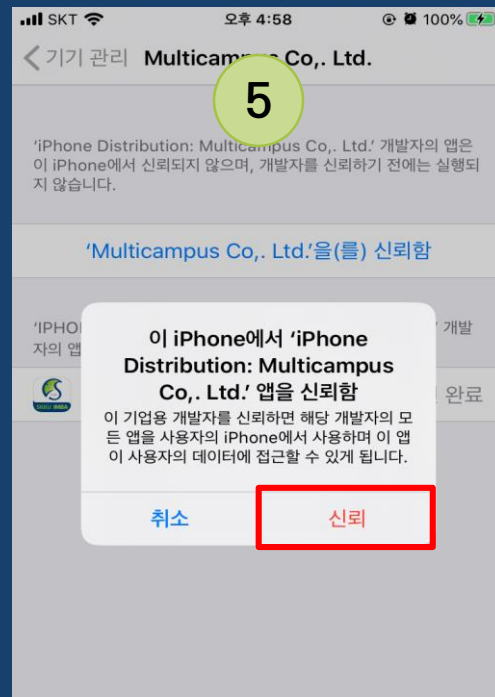 SKT 오후 4:58 100%
기기 관리 Multicampus Co,. Ltd.
5
'iPhone Distribution: Multicampus Co,. Ltd.' 개발자의 앱은
이 iPhone에서 신뢰되지 않으며, 개발자를 신뢰하기 전에는 실행되
지 않습니다.
'Multicampus Co,. Ltd.'을(를) 신뢰함
'IPHO ' 개발
자의 앱
이 iPhone에서 'iPhone
Distribution: Multicampus
Co,. Ltd.' 앱을 신뢰함
이 기업용 개발자를 신뢰하면 해당 개발자의 모
든 앱을 사용자의 iPhone에서 사용하며 이 앱
이 사용자의 데이터에 접근할 수 있게 됩니다.
SKKU iMBA 완료
취소 신뢰